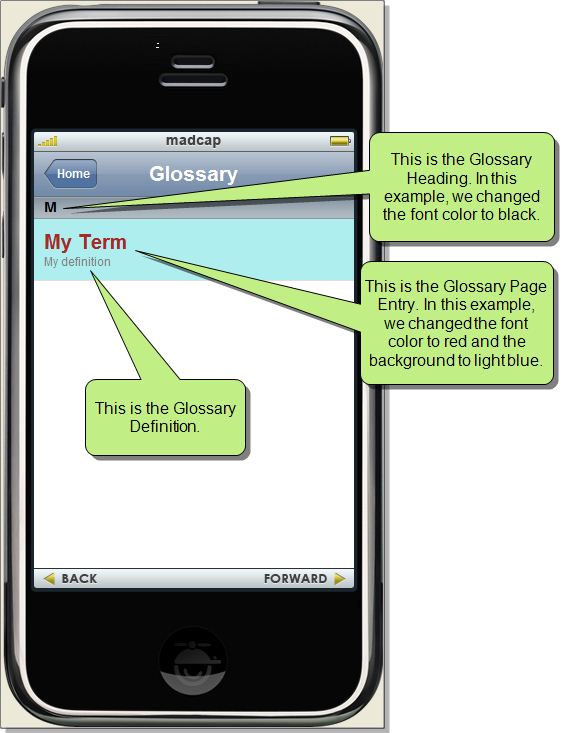 madcap
Home
Glossary
M
My Term
My definition
This is the Glossary
Heading. In this
example, we changed
the font color to black.
This is the Glossary Page
Entry. In this example,
we changed the font
color to red and the
background to light blue.
This is the Glossary
Definition.
BACK
FORWARD